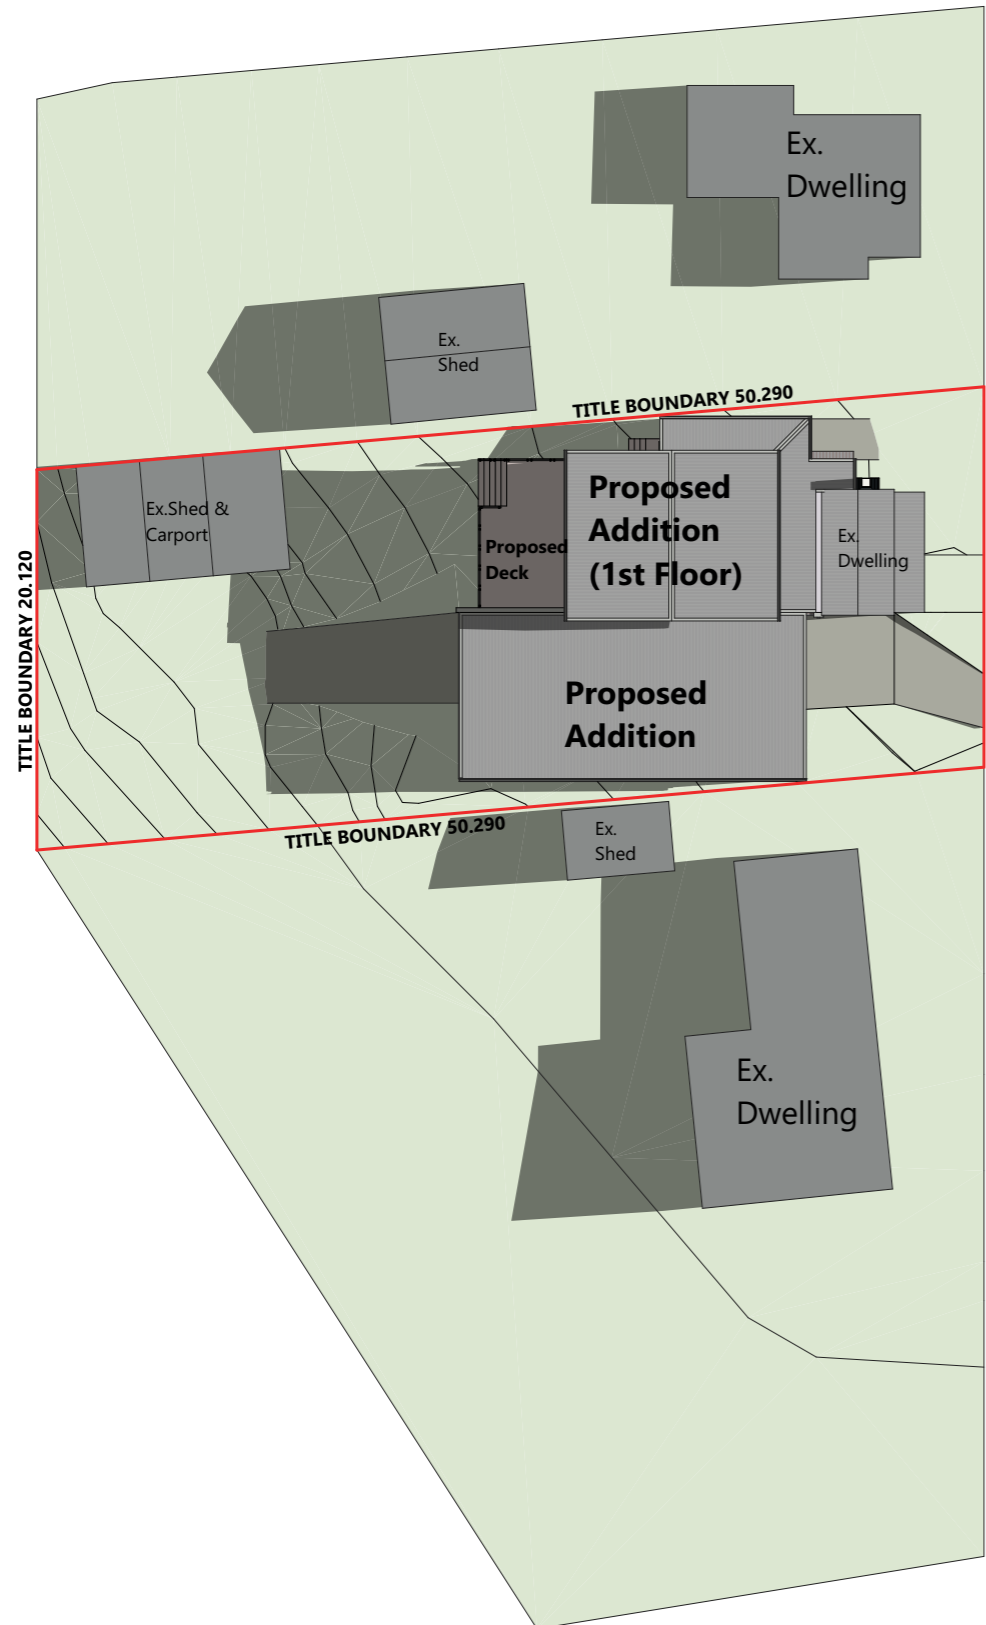 Ex.
Dwelling
Ex.
Shed
TITLE BOUNDARY 50.290
Ex.Shed &
Carport
Proposed
Addition
(1st Floor)
Proposed
Deck
Ex.
Dwelling
TITLE BOUNDARY 20.120
Proposed
Addition
TITLE BOUNDARY 50.290
Ex.
Shed
Ex.
Dwelling